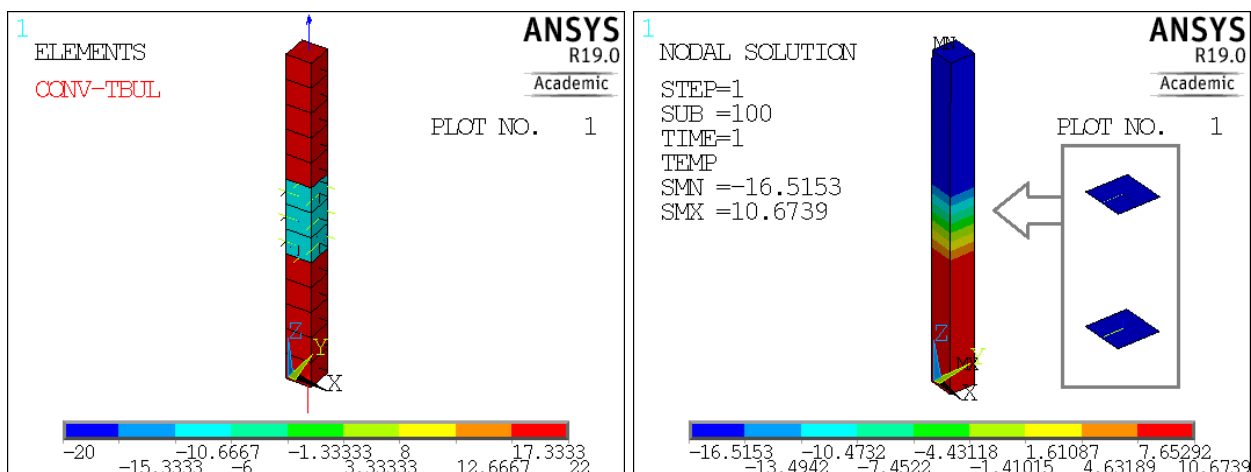 1
ELEMENTS
CONV-TBUL
ANSYS
R19.0
Academic
PLOT NO. 1
Z
Y
X
-20
-15.3333
-10.6667
-6
-1.33333
3.33333
8
12.6667
17.3333
22
1
NODAL SOLUTION
STEP=1
SUB =100
TIME=1
TEMP
SMN =-16.5153
SMX =10.6739
MN
ANSYS
R19.0
Academic
PLOT NO. 1
Z
Y
MX
X
-16.5153
-13.4942
-10.4732
-7.4522
-4.43118
-1.41015
1.61087
4.63189
7.65292
10.6739